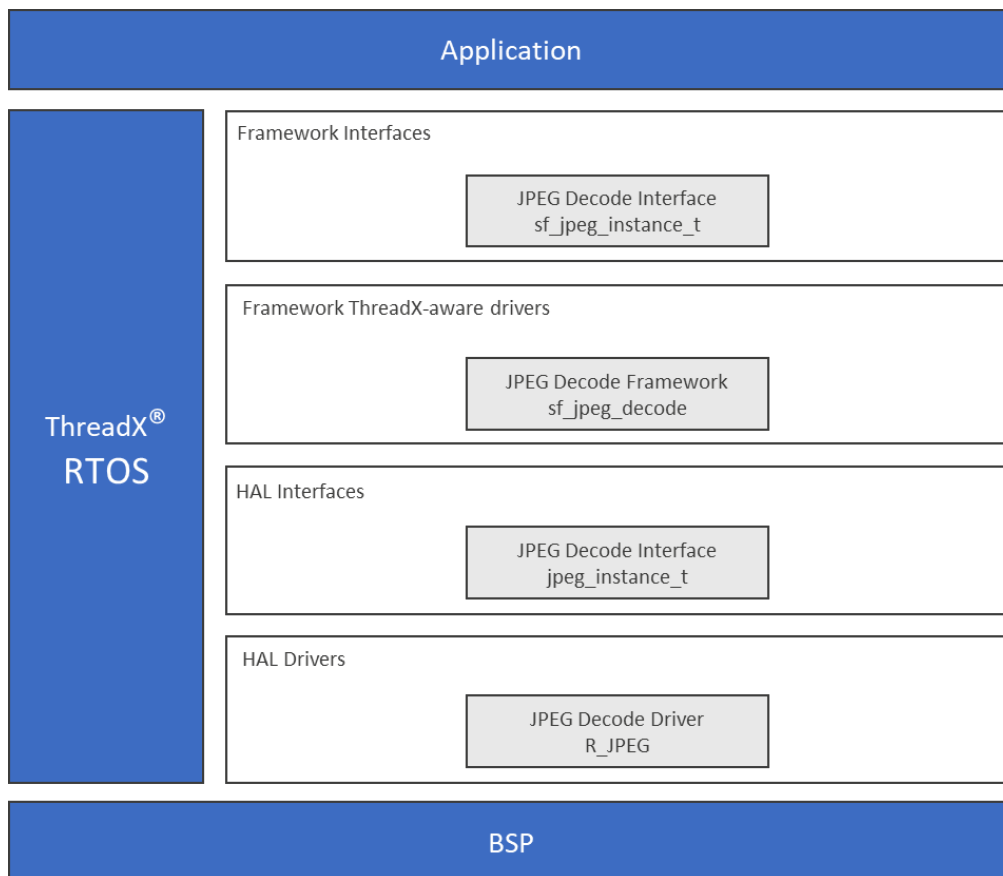 Application
Framework Interfaces
JPEG Decode Interface
sf_jpeg_instance_t
Framework ThreadX-aware drivers
JPEG Decode Framework
sf_jpeg_decode
ThreadX®
RTOS
HAL Interfaces
JPEG Decode Interface
jpeg_instance_t
HAL Drivers
JPEG Decode Driver
R_JPEG
BSP